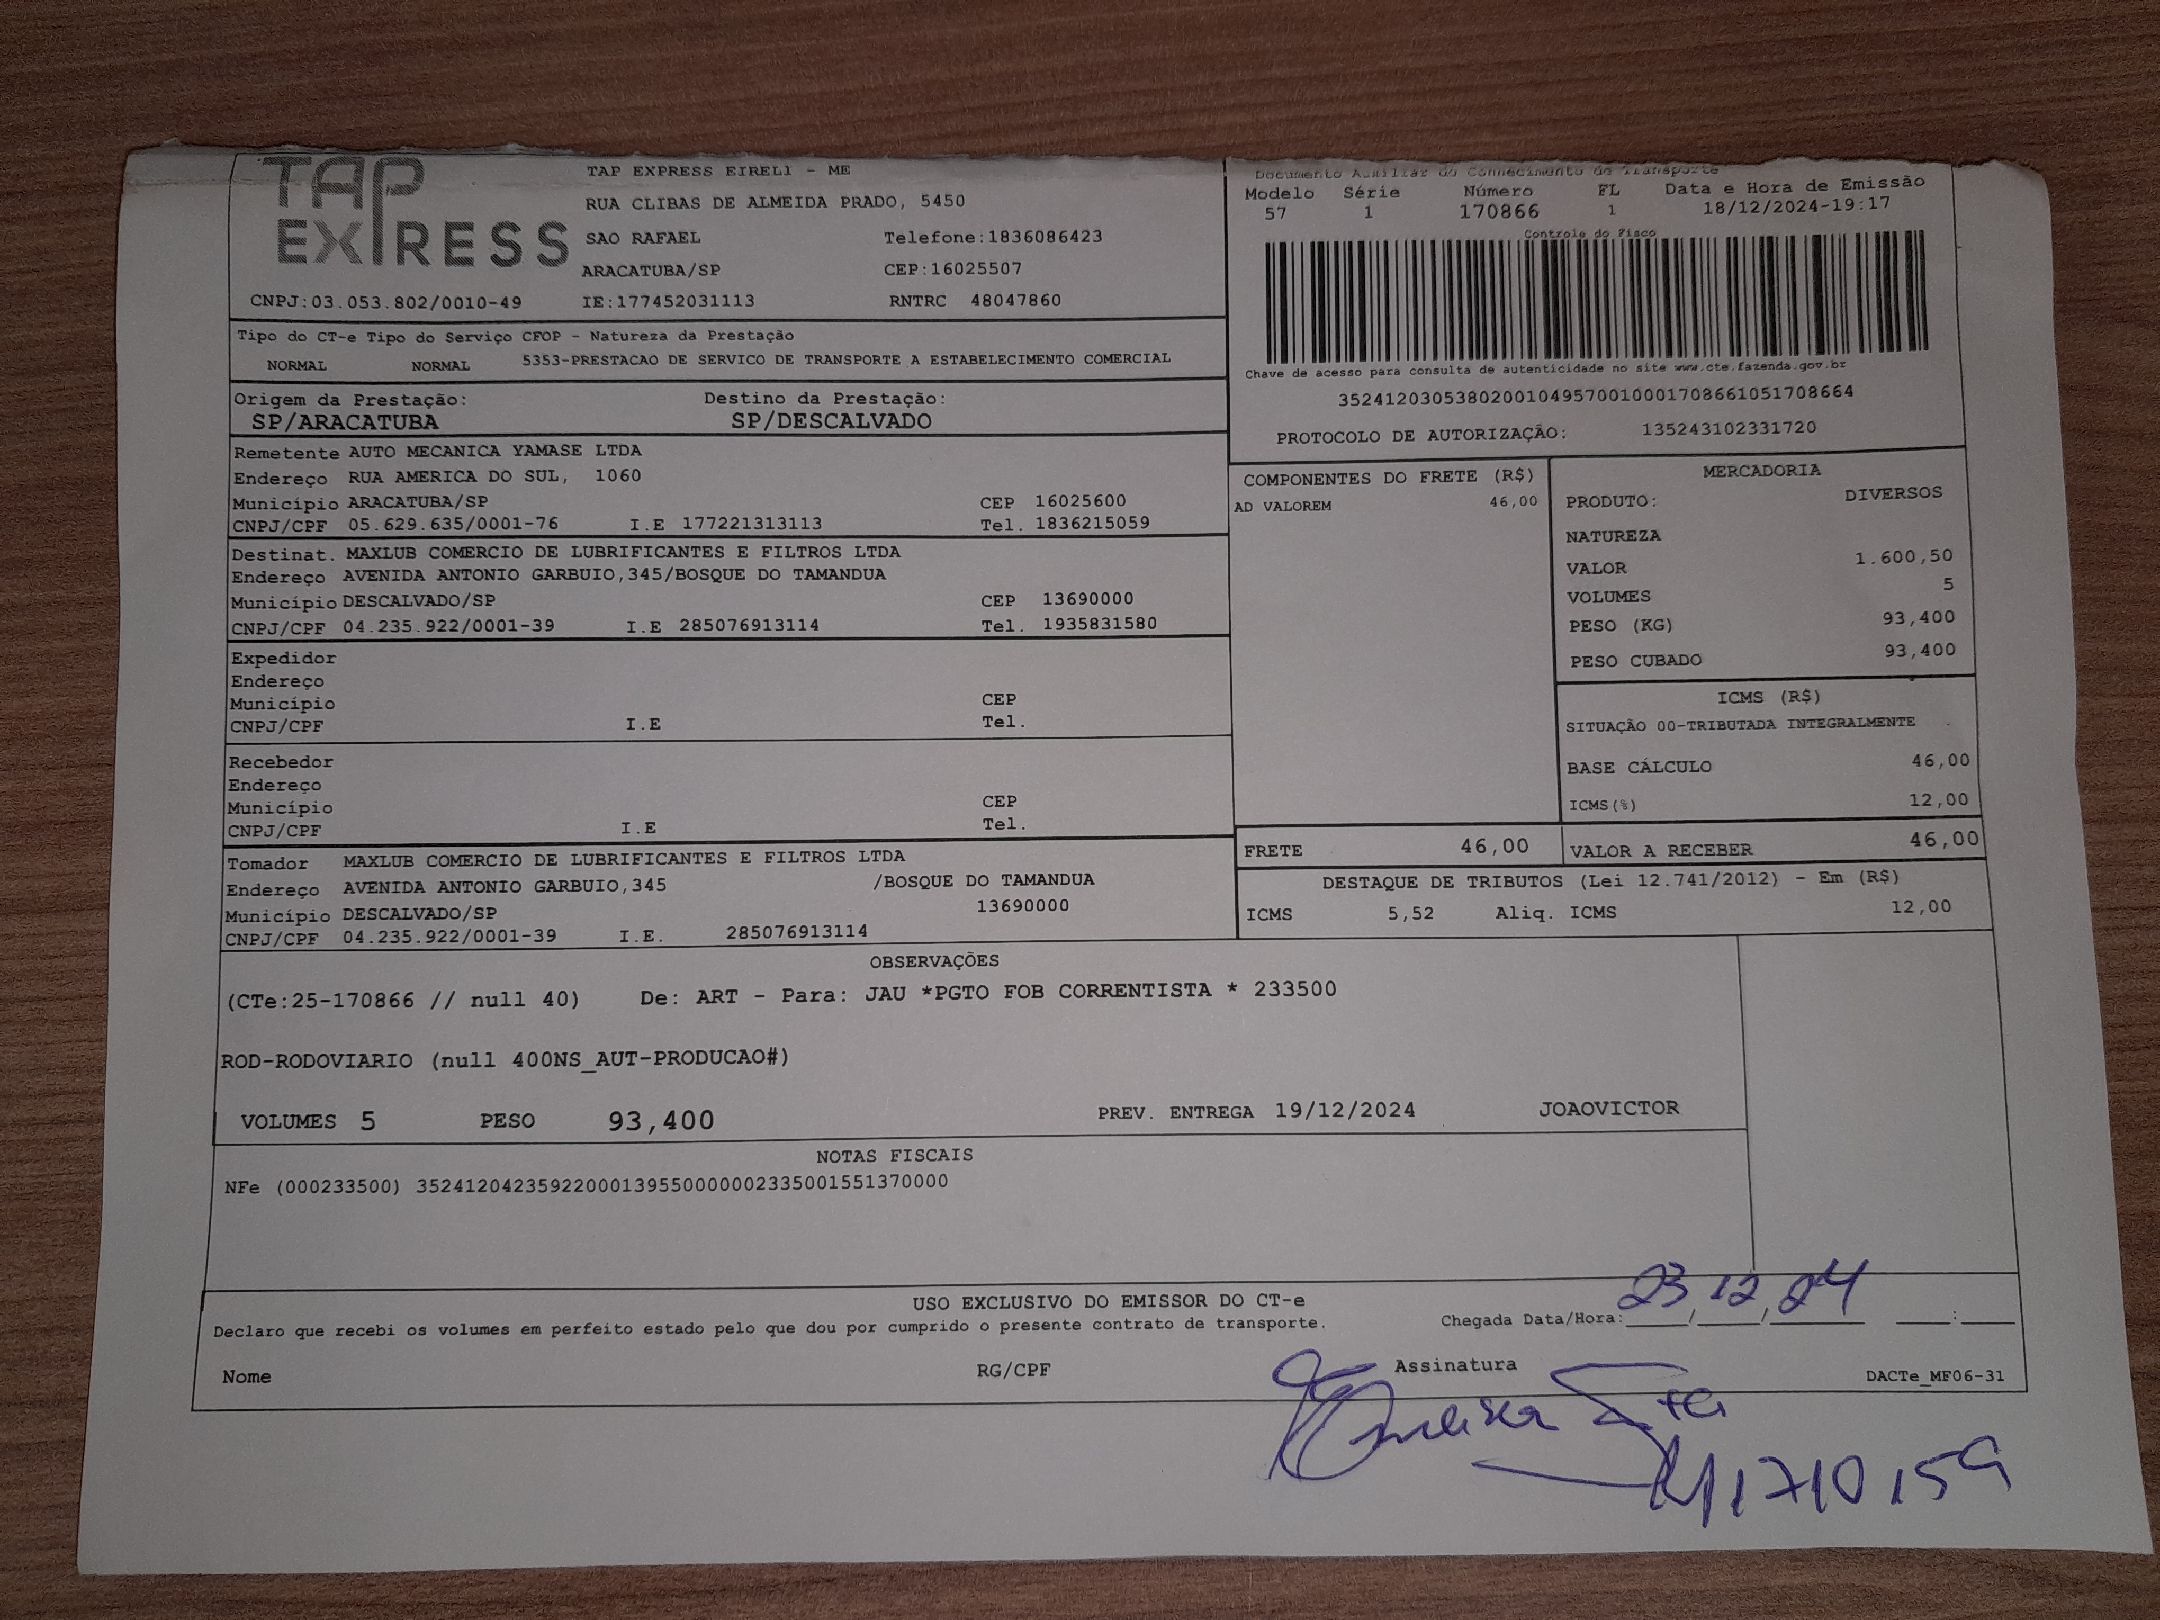 TAP EXPRESS
TAP EXPRESS EIRELI - ME
RUA CLIBAS DE ALMEIDA PRADO, 5450
SAO RAFAEL Telefone:1836086423
ARACATUBA/SP CEP:16025507
CNPJ:03.053.802/0010-49 IE:177452031113 RNTRC 48047860
Documento Auxiliar do Conhecimento de Transporte
Modelo Série Número FL Data e Hora de Emissão
57 1 170866 1 18/12/2024-19:17
Controle do Fisco
Chave de acesso para consulta de autenticidade no site www.cte.fazenda.gov.br
35241203053802001049570010001708661051708664
PROTOCOLO DE AUTORIZAÇÃO: 135243102331720
Tipo do CT-e Tipo do Serviço CFOP - Natureza da Prestação
NORMAL NORMAL 5353-PRESTACAO DE SERVICO DE TRANSPORTE A ESTABELECIMENTO COMERCIAL
Origem da Prestação: Destino da Prestação:
SP/ARACATUBA SP/DESCALVADO
Remetente AUTO MECANICA YAMASE LTDA
Endereço RUA AMERICA DO SUL, 1060
Município ARACATUBA/SP CEP 16025600
CNPJ/CPF 05.629.635/0001-76 I.E 177221313113 Tel. 1836215059
Destinat. MAXLUB COMERCIO DE LUBRIFICANTES E FILTROS LTDA
Endereço AVENIDA ANTONIO GARBUIO,345/BOSQUE DO TAMANDUA
Município DESCALVADO/SP CEP 13690000
CNPJ/CPF 04.235.922/0001-39 I.E 285076913114 Tel. 1935831580
Expedidor
Endereço
Município CEP
CNPJ/CPF I.E Tel.
Recebedor
Endereço
Município CEP
CNPJ/CPF I.E Tel.
Tomador MAXLUB COMERCIO DE LUBRIFICANTES E FILTROS LTDA
Endereço AVENIDA ANTONIO GARBUIO,345 /BOSQUE DO TAMANDUA
Município DESCALVADO/SP 13690000
CNPJ/CPF 04.235.922/0001-39 I.E. 285076913114
COMPONENTES DO FRETE (R$)
AD VALOREM 46,00
MERCADORIA
PRODUTO: DIVERSOS
NATUREZA
VALOR 1.600,50
VOLUMES 5
PESO (KG) 93,400
PESO CUBADO 93,400
ICMS (R$)
SITUAÇÃO 00-TRIBUTADA INTEGRALMENTE
BASE CÁLCULO 46,00
ICMS(%) 12,00
FRETE 46,00 VALOR A RECEBER 46,00
DESTAQUE DE TRIBUTOS (Lei 12.741/2012) - Em (R$)
ICMS 5,52 Aliq. ICMS 12,00
OBSERVAÇÕES
(CTe:25-170866 // null 40) De: ART - Para: JAU *PGTO FOB CORRENTISTA * 233500
ROD-RODOVIARIO (null 400NS_AUT-PRODUCAO#)
VOLUMES 5 PESO 93,400 PREV. ENTREGA 19/12/2024 JOAOVICTOR
NOTAS FISCAIS
NFe (000233500) 35241204235922000139550000002335001551370000
USO EXCLUSIVO DO EMISSOR DO CT-e
Declaro que recebi os volumes em perfeito estado pelo que dou por cumprido o presente contrato de transporte.
Chegada Data/Hora: 23/12/24 :
Nome RG/CPF Assinatura DACTe_MF06-31